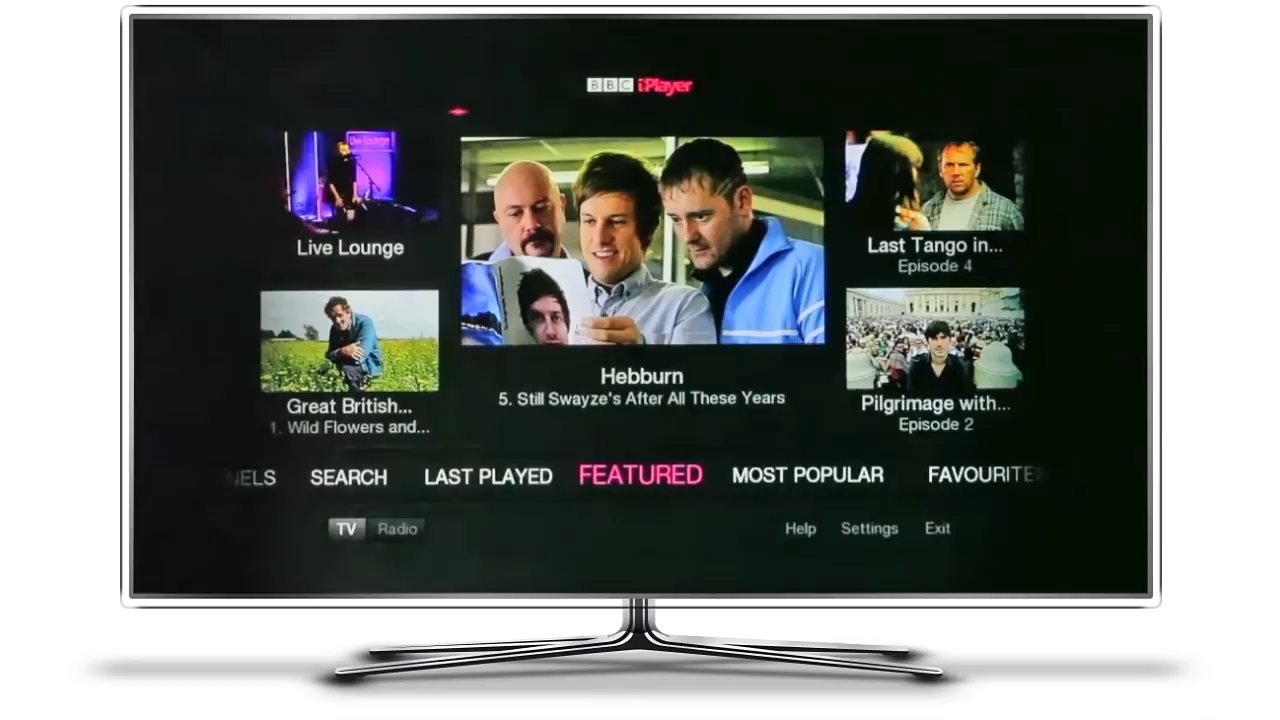 BBC iPlayer
Live Lounge
Live Lounge
Last Tango in...
Episode 4
Great British...
1. Wild Flowers and...
Hebburn
5. Still Swayze's After All These Years
Pilgrimage with...
Episode 2
NELS SEARCH LAST PLAYED FEATURED MOST POPULAR FAVOURITE
TV Radio
Help Settings Exit